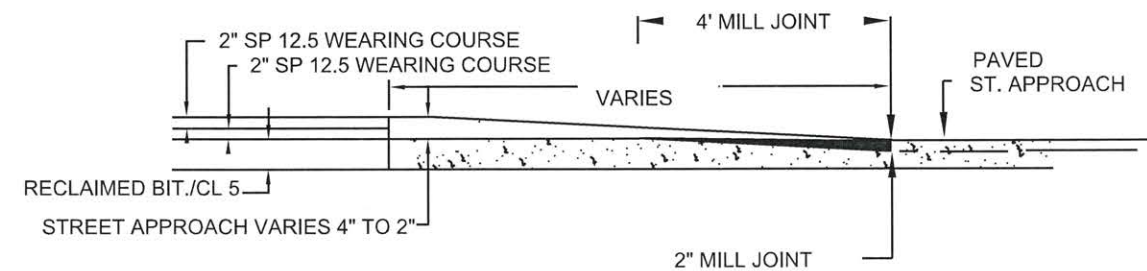 4' MILL JOINT
2" SP 12.5 WEARING COURSE
2" SP 12.5 WEARING COURSE
PAVED
ST. APPROACH
VARIES
RECLAIMED BIT./CL 5
STREET APPROACH VARIES 4" TO 2"
2" MILL JOINT